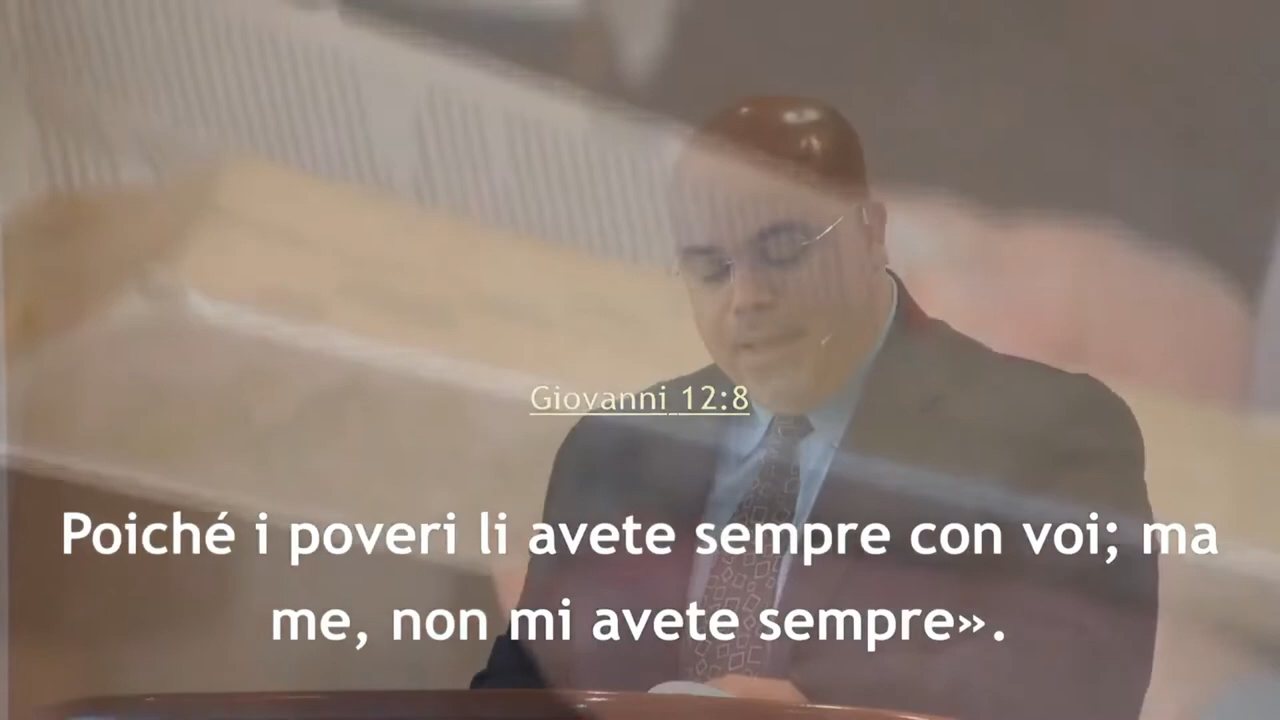 Giovanni 12:8
Poiché i poveri li avete sempre con voi; ma
me, non mi avete sempre».